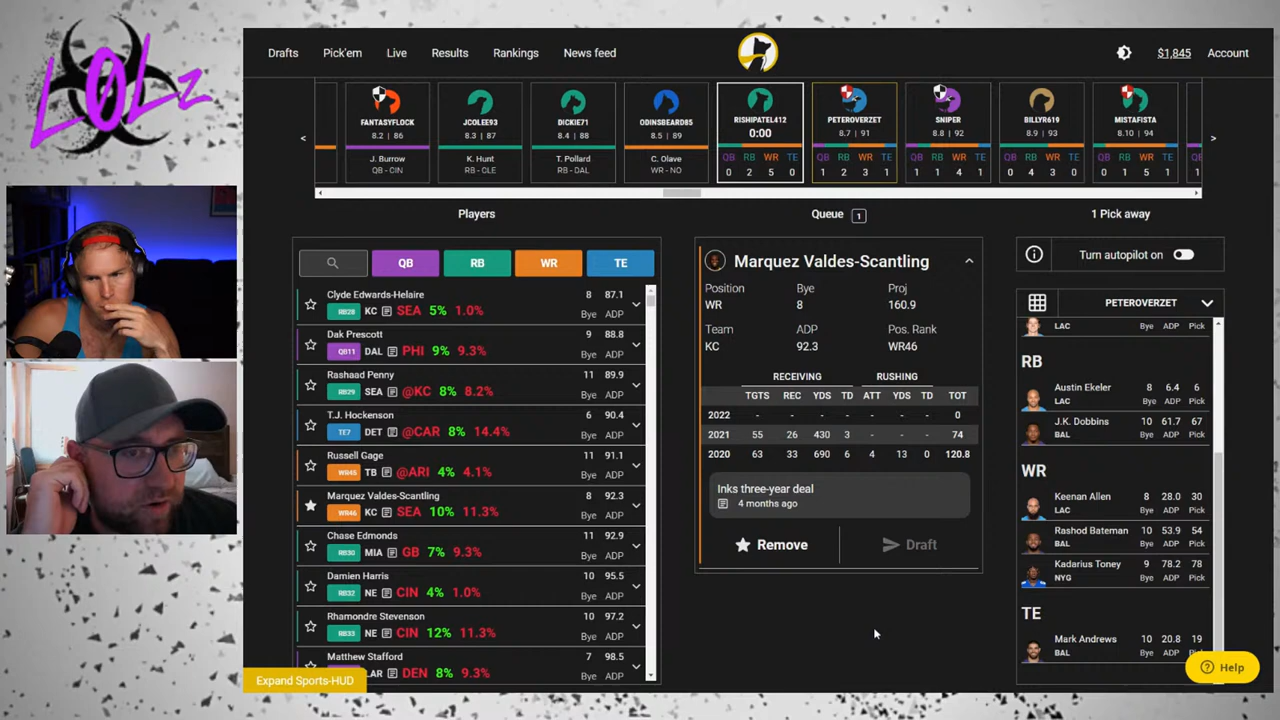 LOLz
Drafts Pick'em Live Results Rankings News feed $1,845 Account
< FANTASYFLOCK JCOLEE93 DICKIE71 ODINSBEARD85 RISHIPATEL412 PETEROVERZET SNIPER BILLYR619 MISTAFISTA >
8.2 | 86 8.3 | 87 8.4 | 88 8.5 | 89 0:00 8.7 | 91 8.8 | 92 8.9 | 93 8.10 | 94
J. Burow K. Hunt T. Pollard C. Olave QB RB WR TE QB RB WR TE QB RB WR TE QB RB WR TE QB RB WR TE
QB - CIN RB - CLE RB - DAL WR - NO 0 2 5 0 1 2 3 1 1 1 4 1 0 4 3 0 0 1 5 1
Players Queue 1 1 Pick away
QB RB WR TE
Clyde Edwards-Helaire 8 87.1
RB28 KC SEA 5% 1.0% Bye ADP
Dak Prescott 9 88.8
QB11 DAL PHI 9% 9.3% Bye ADP
Rashaad Penny 11 89.9
RB29 SEA @KC 8% 8.2% Bye ADP
T.J. Hockenson 6 90.4
TE7 DET @CAR 8% 14.4% Bye ADP
Russell Gage 11 91.1
WR45 TB @ARI 4% 4.1% Bye ADP
Marquez Valdes-Scantling 8 92.3
WR46 KC SEA 10% 11.3% Bye ADP
Chase Edmonds 11 92.9
RB30 MIA GB 7% 9.3% Bye ADP
Damien Harris 10 95.5
RB32 NE CIN 4% 1.0% Bye ADP
Rhamondre Stevenson 10 97.2
RB33 NE CIN 12% 11.3% Bye ADP
Matthew Stafford 7 98.5
LAR DEN 8% 9.3% Bye ADP
Expand Sports-HUD
Marquez Valdes-Scantling
Position Bye Proj
WR 8 160.9
Team ADP Pos. Rank
KC 92.3 WR46
RECEIVING RUSHING
TGTS REC YDS TD ATT YDS TD TOT
2022 - - - - - - - 0
2021 55 26 430 3 - - - 74
2020 63 33 690 6 4 13 0 120.8
Inks three-year deal
4 months ago
Remove Draft
Turn autopilot on
PETEROVERZET
LAC Bye ADP Pick
RB
Austin Ekeler 8 6.4 6
LAC Bye ADP Pick
J.K. Dobbins 10 61.7 67
BAL Bye ADP Pick
WR
Keenan Allen 8 28.0 30
LAC Bye ADP Pick
Rashod Bateman 10 53.9 54
BAL Bye ADP Pick
Kadarius Toney 9 78.2 78
NYG Bye ADP Pick
TE
Mark Andrews 10 20.8 19
BAL Bye ADP Pick
Help